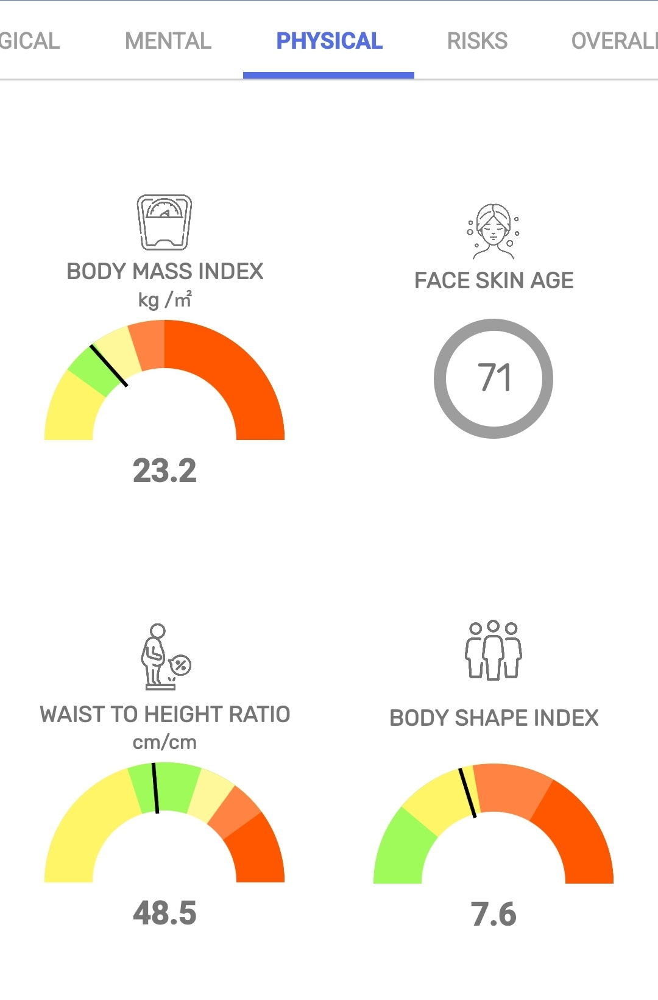 GICAL MENTAL PHYSICAL RISKS OVERALL
BODY MASS INDEX
kg /㎡
23.2
FACE SKIN AGE
71
WAIST TO HEIGHT RATIO
cm/cm
%
48.5
BODY SHAPE INDEX
7.6